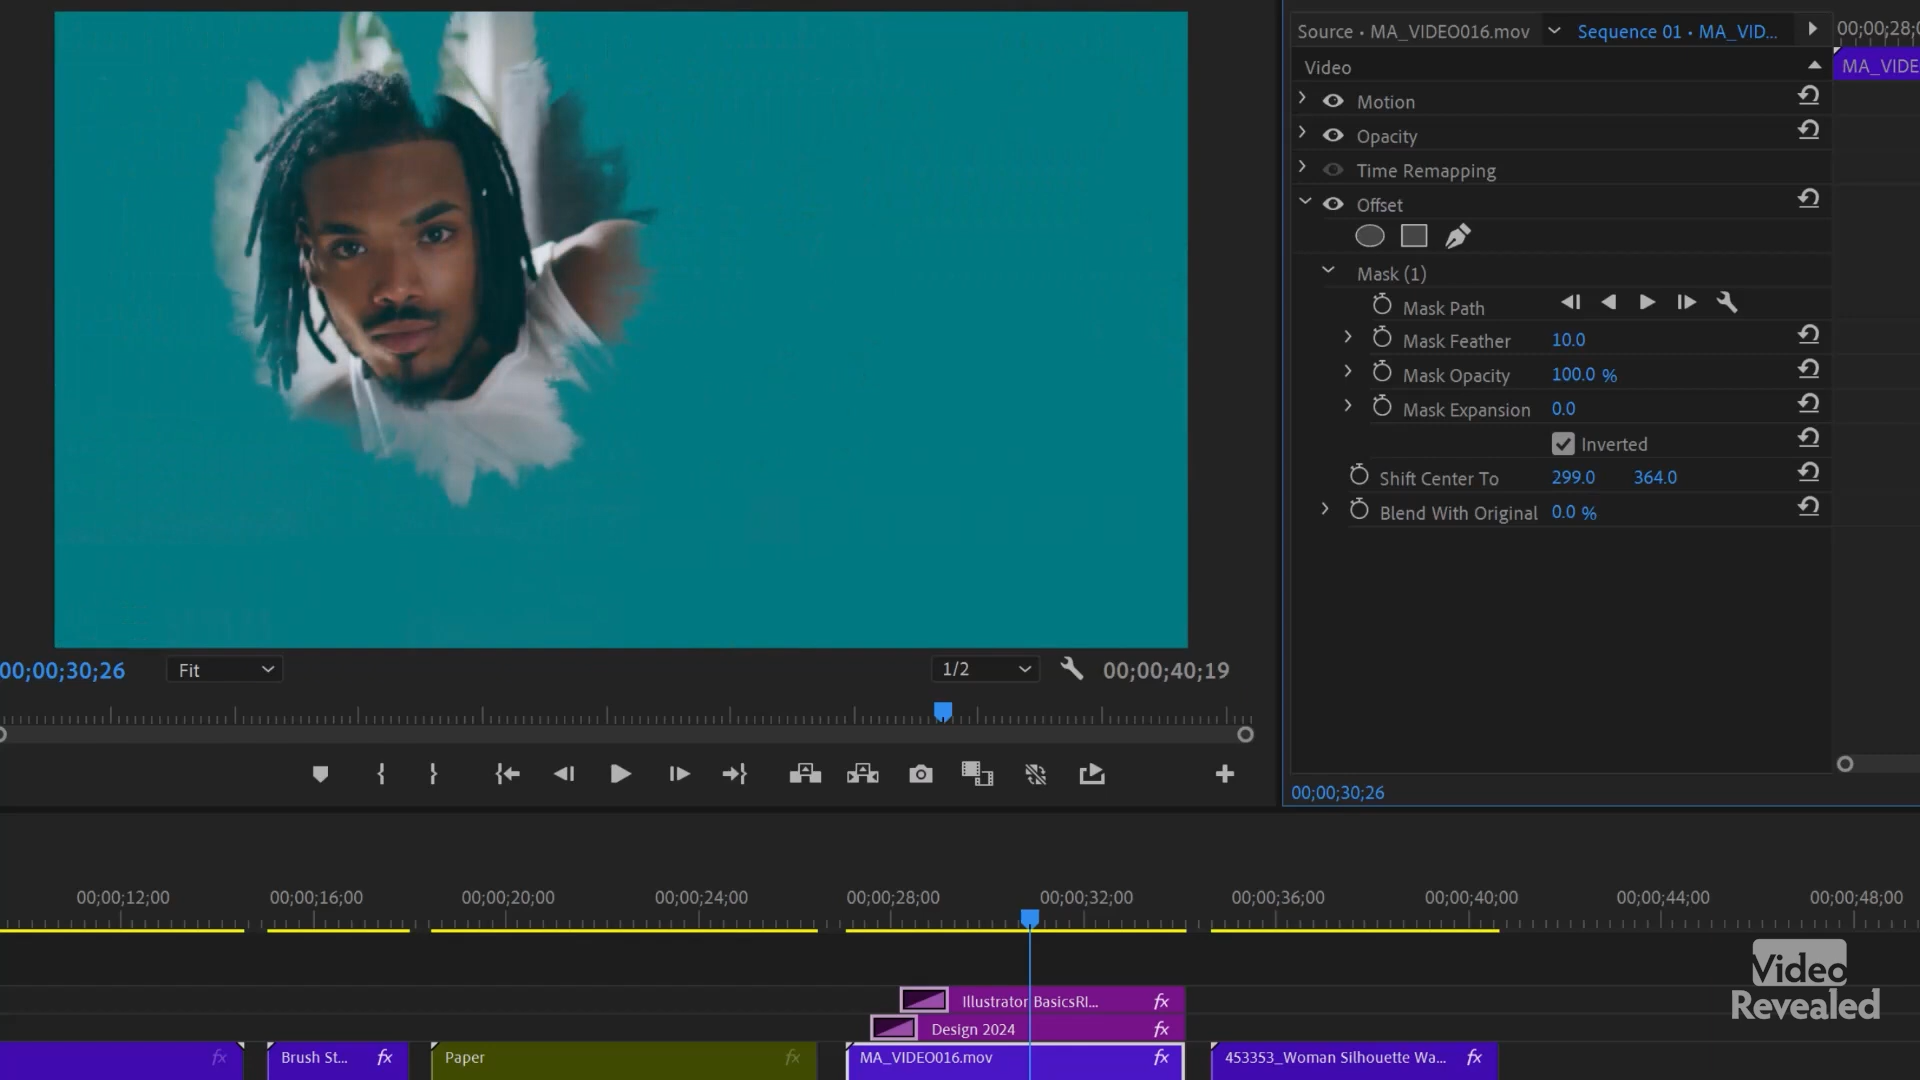 Source • MA_VIDEO016.mov
Sequence 01 • MA_VID...
00;00;28;0
Video
MA_VIDE
Motion
Opacity
Time Remapping
Offset
Mask (1)
Mask Path
Mask Feather 10.0
Mask Opacity 100.0 %
Mask Expansion 0.0
Inverted
Shift Center To 299.0 364.0
Blend With Original 0.0 %
00;00;30;26
Fit
1/2
00;00;40;19
00;00;30;26
00;00;12;00 00;00;16;00 00;00;20;00 00;00;24;00 00;00;28;00 00;00;32;00 00;00;36;00 00;00;40;00 00;00;44;00 00;00;48;00
Illustrator BasicsRI... fx
Design 2024 fx
fx
Brush St... fx
Paper fx
MA_VIDEO016.mov fx
453353_Woman Silhouette Wa... fx
Video
Revealed